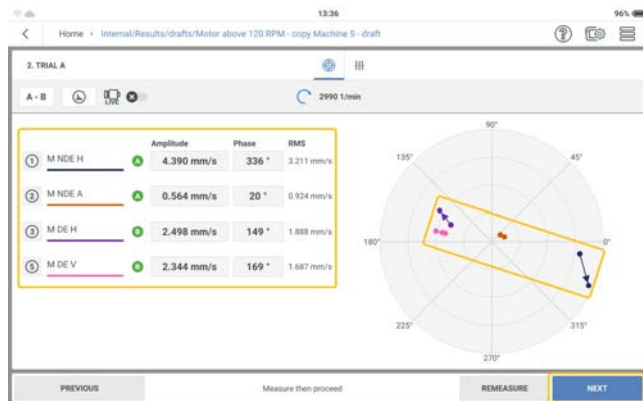 13:36
96%
Home › Internal/Results/drafts/Motor above 120 RPM - copy Machine 5 - draft
2. TRIAL A
A - B
LIVE
2990 1/min
Amplitude Phase RMS
1 M NDE H A 4.390 mm/s 336 ° 3.211 mm/s
2 M NDE A A 0.564 mm/s 20 ° 0.924 mm/s
3 M DE H B 2.498 mm/s 149 ° 1.888 mm/s
5 M DE V B 2.344 mm/s 169 ° 1.687 mm/s
90°
135° 45°
180° 0°
225° 315°
270°
PREVIOUS Measure then proceed REMEASURE NEXT